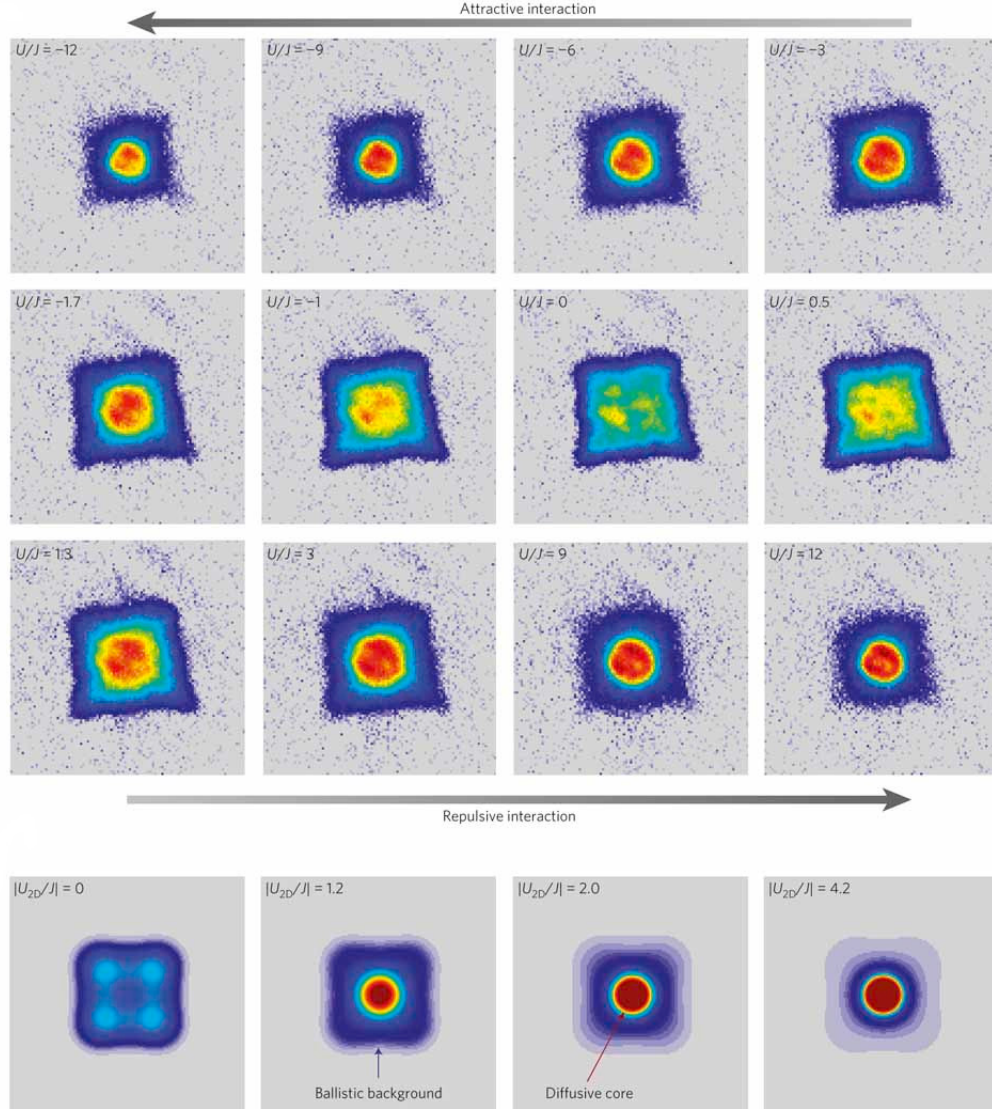 Attractive interaction
U/J = −12
U/J = −9
U/J = −6
U/J = −3
U/J = −1.7
U/J = −1
U/J = 0
U/J = 0.5
U/J = 1.3
U/J = 3
U/J = 9
U/J = 12
Repulsive interaction
|U2D/J| = 0
|U2D/J| = 1.2
|U2D/J| = 2.0
|U2D/J| = 4.2
Ballistic background
Diffusive core